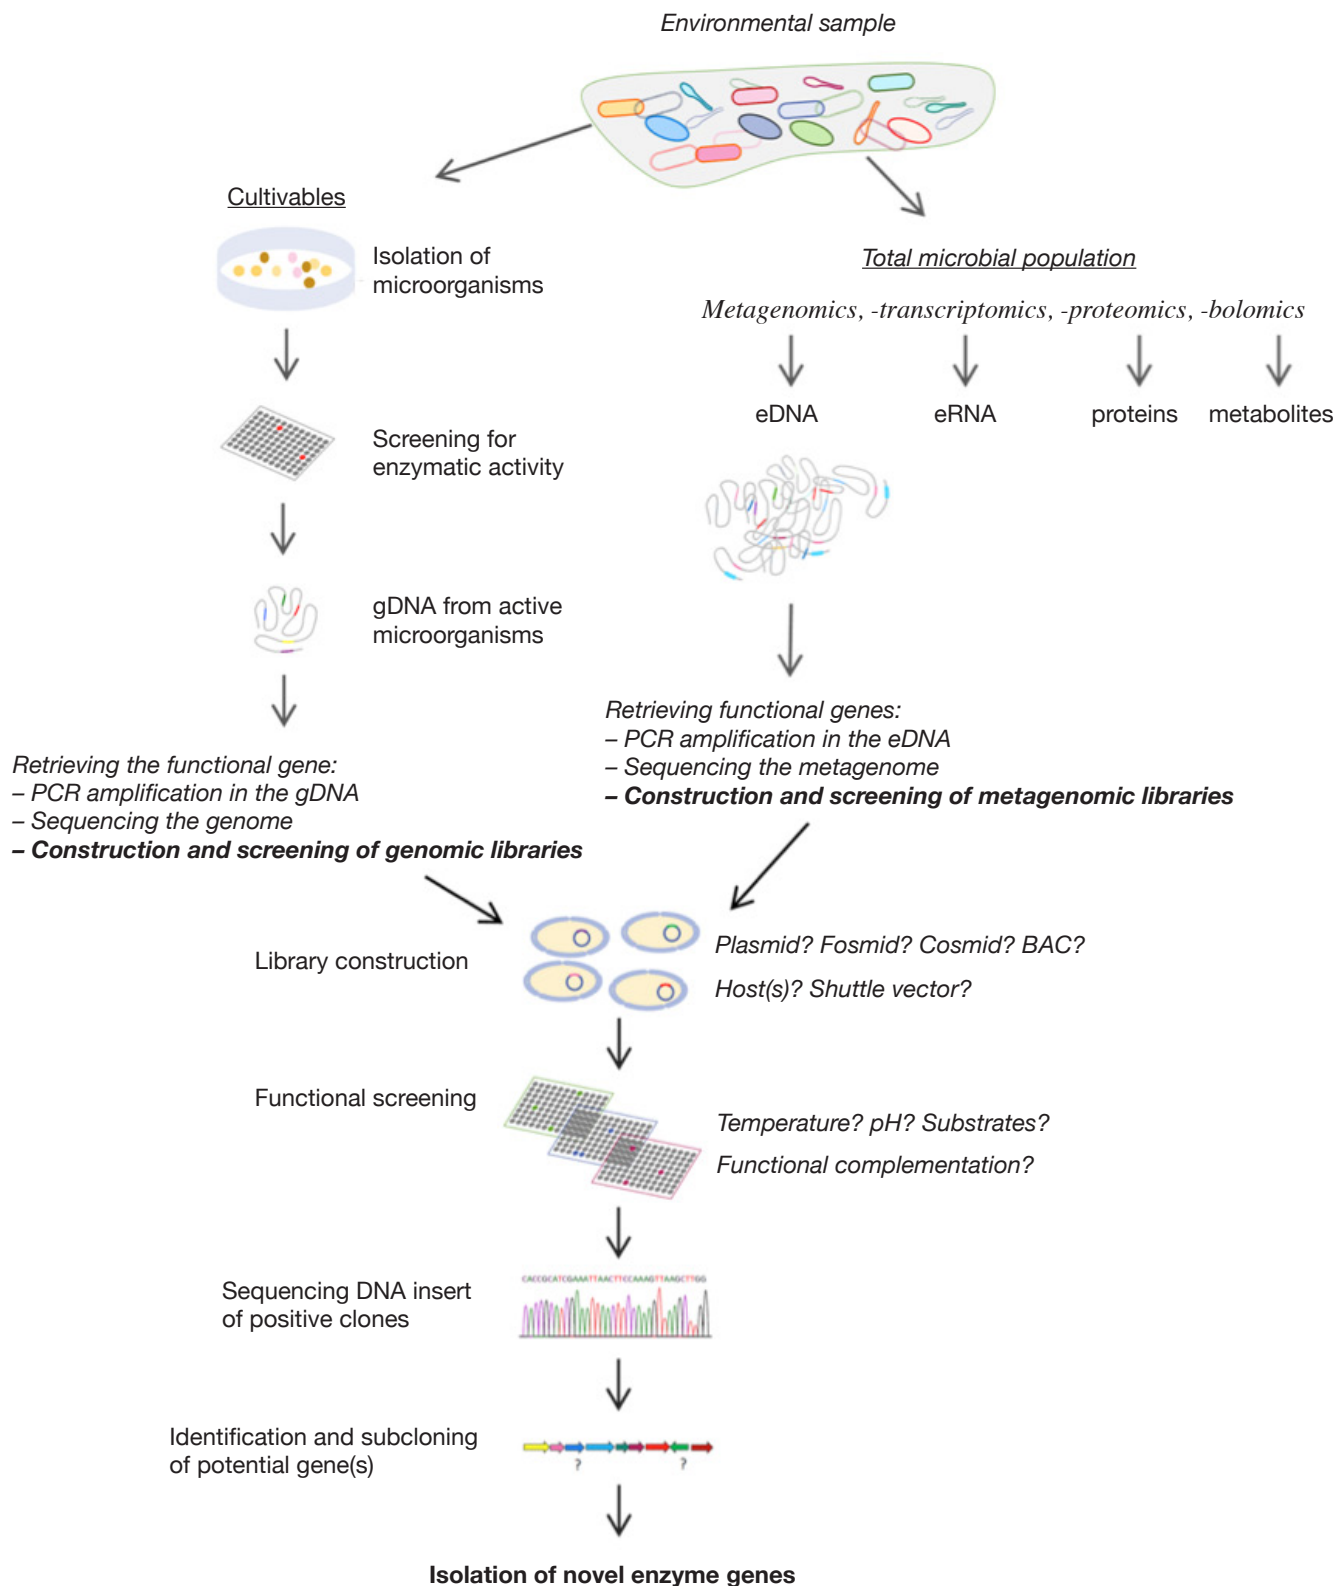 Environmental sample
Cultivables
Isolation of
microorganisms
Screening for
enzymatic activity
gDNA from active
microorganisms
Retrieving the functional gene:
– PCR amplification in the gDNA
– Sequencing the genome
– Construction and screening of genomic libraries
Total microbial population
Metagenomics, -transcriptomics, -proteomics, -bolomics
eDNA
eRNA
proteins
metabolites
Retrieving functional genes:
– PCR amplification in the eDNA
– Sequencing the metagenome
– Construction and screening of metagenomic libraries
Library construction
Plasmid? Fosmid? Cosmid? BAC?
Host(s)? Shuttle vector?
Functional screening
Temperature? pH? Substrates?
Functional complementation?
Sequencing DNA insert
of positive clones
CACCGCATCGAAATTAACTTCCAAAGTTAAGCTTGG
Identification and subcloning
of potential gene(s)
? ?
Isolation of novel enzyme genes